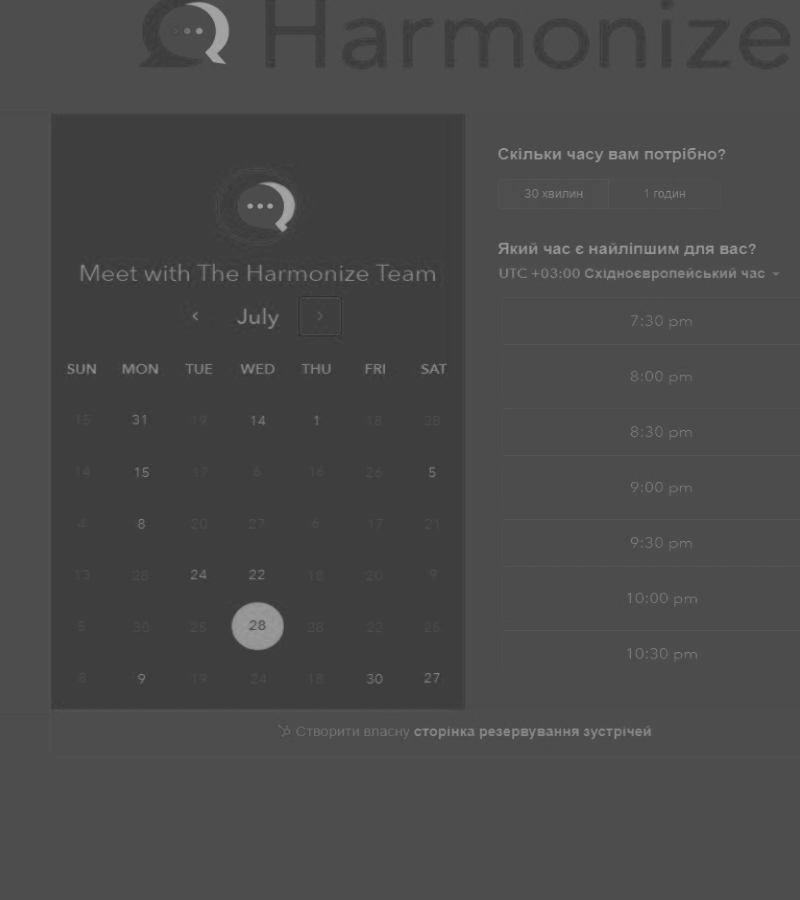 Harmonize
Meet with The Harmonize Team
July
SUN MON TUE WED THU FRI SAT
15 31 19 14 1 18 28
14 15 17 6 16 26 5
4 8 20 27 6 17 21
13 28 24 22 18 20 9
5 30 25 28 28 22 25
8 9 19 24 18 30 27
Скільки часу вам потрібно?
30 хвилин 1 годин
Який час є найліпшим для вас?
UTC +03:00 Східноєвропейський час
7:30 pm
8:00 pm
8:30 pm
9:00 pm
9:30 pm
10:00 pm
10:30 pm
Створити власну сторінка резервування зустрічей